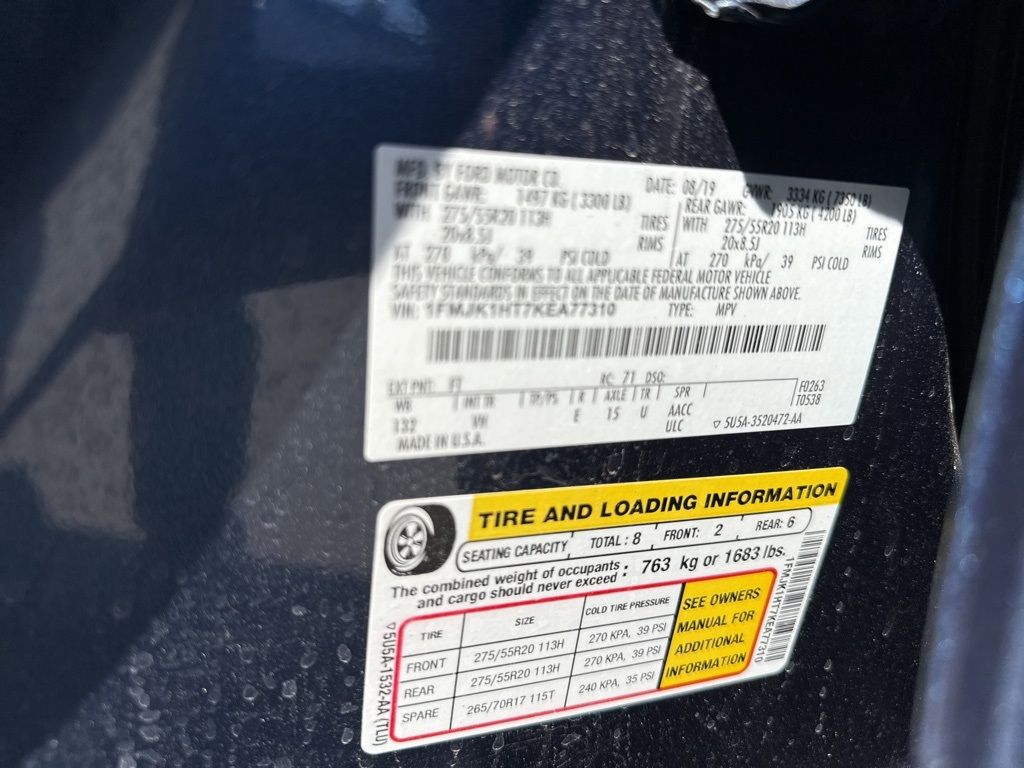 MFD. BY FORD MOTOR CO.
DATE: 08/19 GVWR: 3334 KG ( 7350 LB)
FRONT GAWR: 1497 KG ( 3300 LB)
REAR GAWR: 1905 KG ( 4200 LB)
WITH 275/55R20 113H TIRES
WITH 275/55R20 113H TIRES
20x8.5J RIMS
20x8.5J RIMS
AT 270 kPa/ 39 PSI COLD
AT 270 kPa/ 39 PSI COLD
THIS VEHICLE CONFORMS TO ALL APPLICABLE FEDERAL MOTOR VEHICLE
SAFETY STANDARDS IN EFFECT ON THE DATE OF MANUFACTURE SHOWN ABOVE.
VIN: 1FMJK1HT7KEA77310 TYPE: MPV
EXT PNT: FT RC: 71 DSO: F0263
WB INT TR TP/PS R AXLE TR SPR T0538
132 VH E 15 U AACC
ULC
MADE IN U.S.A. ▽ 5U5A-3520472-AA
TIRE AND LOADING INFORMATION
SEATING CAPACITY TOTAL : 8 FRONT: 2 REAR: 6
The combined weight of occupants and cargo should never exceed : 763 kg or 1683 lbs.
TIRE SIZE COLD TIRE PRESSURE
FRONT 275/55R20 113H 270 KPA, 39 PSI
REAR 275/55R20 113H 270 KPA, 39 PSI
SPARE 265/70R17 115T 240 KPA, 35 PSI
SEE OWNERS
MANUAL FOR
ADDITIONAL
INFORMATION
▽5U5A-1532-AA (TLU)
1FMJK1HT7KEA77310